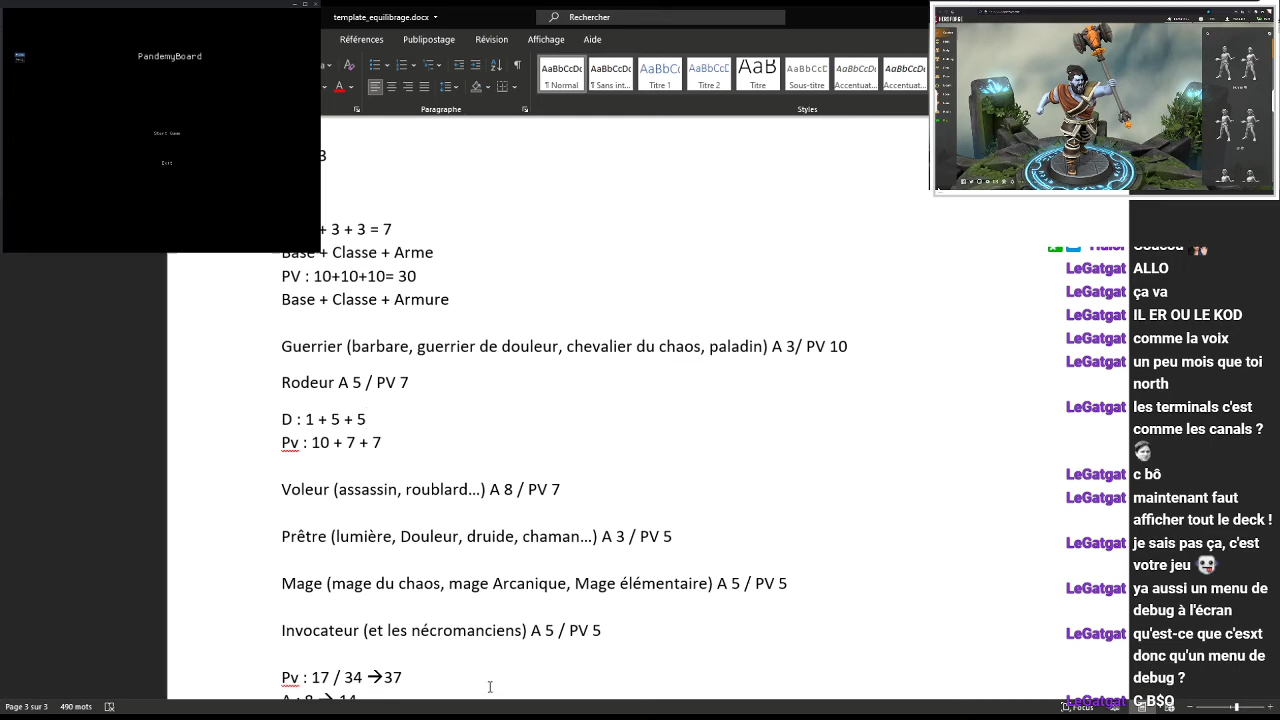 template_equilibrage.docx
Rechercher
Références Publipostage Révision Affichage Aide
PandemyBoard
Start Game
Exit
AaBbCcDc AaBbCcDc AaBbCc AaBbCcC AaB AaBbCcC AaBbCcDc AaBbCcDc
¶ Normal ¶ Sans int... Titre 1 Titre 2 Titre Sous-titre Accentuat... Accentuat...
Paragraphe
Styles
HEROFORGE
3
+ 3 + 3 = 7
Base + Classe + Arme
PV : 10+10+10= 30
Base + Classe + Armure
Guerrier (barbare, guerrier de douleur, chevalier du chaos, paladin) A 3/ PV 10
Rodeur A 5 / PV 7
D : 1 + 5 + 5
Pv : 10 + 7 + 7
Voleur (assassin, roublard...) A 8 / PV 7
Prêtre (lumière, Douleur, druide, chaman...) A 3 / PV 5
Mage (mage du chaos, mage Arcanique, Mage élémentaire) A 5 / PV 5
Invocateur (et les nécromanciens) A 5 / PV 5
Pv : 17 / 34 →37
A : 8 → 14
LeGatgat ALLO
LeGatgat ça va
LeGatgat IL ER OU LE KOD
LeGatgat comme la voix
LeGatgat un peu mois que toi
north
LeGatgat les terminals c'est
comme les canals ?
LeGatgat c bô
LeGatgat maintenant faut
afficher tout le deck !
LeGatgat je sais pas ça, c'est
votre jeu
LeGatgat ya aussi un menu de
debug à l'écran
LeGatgat qu'est-ce que c'esxt
donc qu'un menu de
debug ?
LeGatgat C B$O
Page 3 sur 3 490 mots
Focus